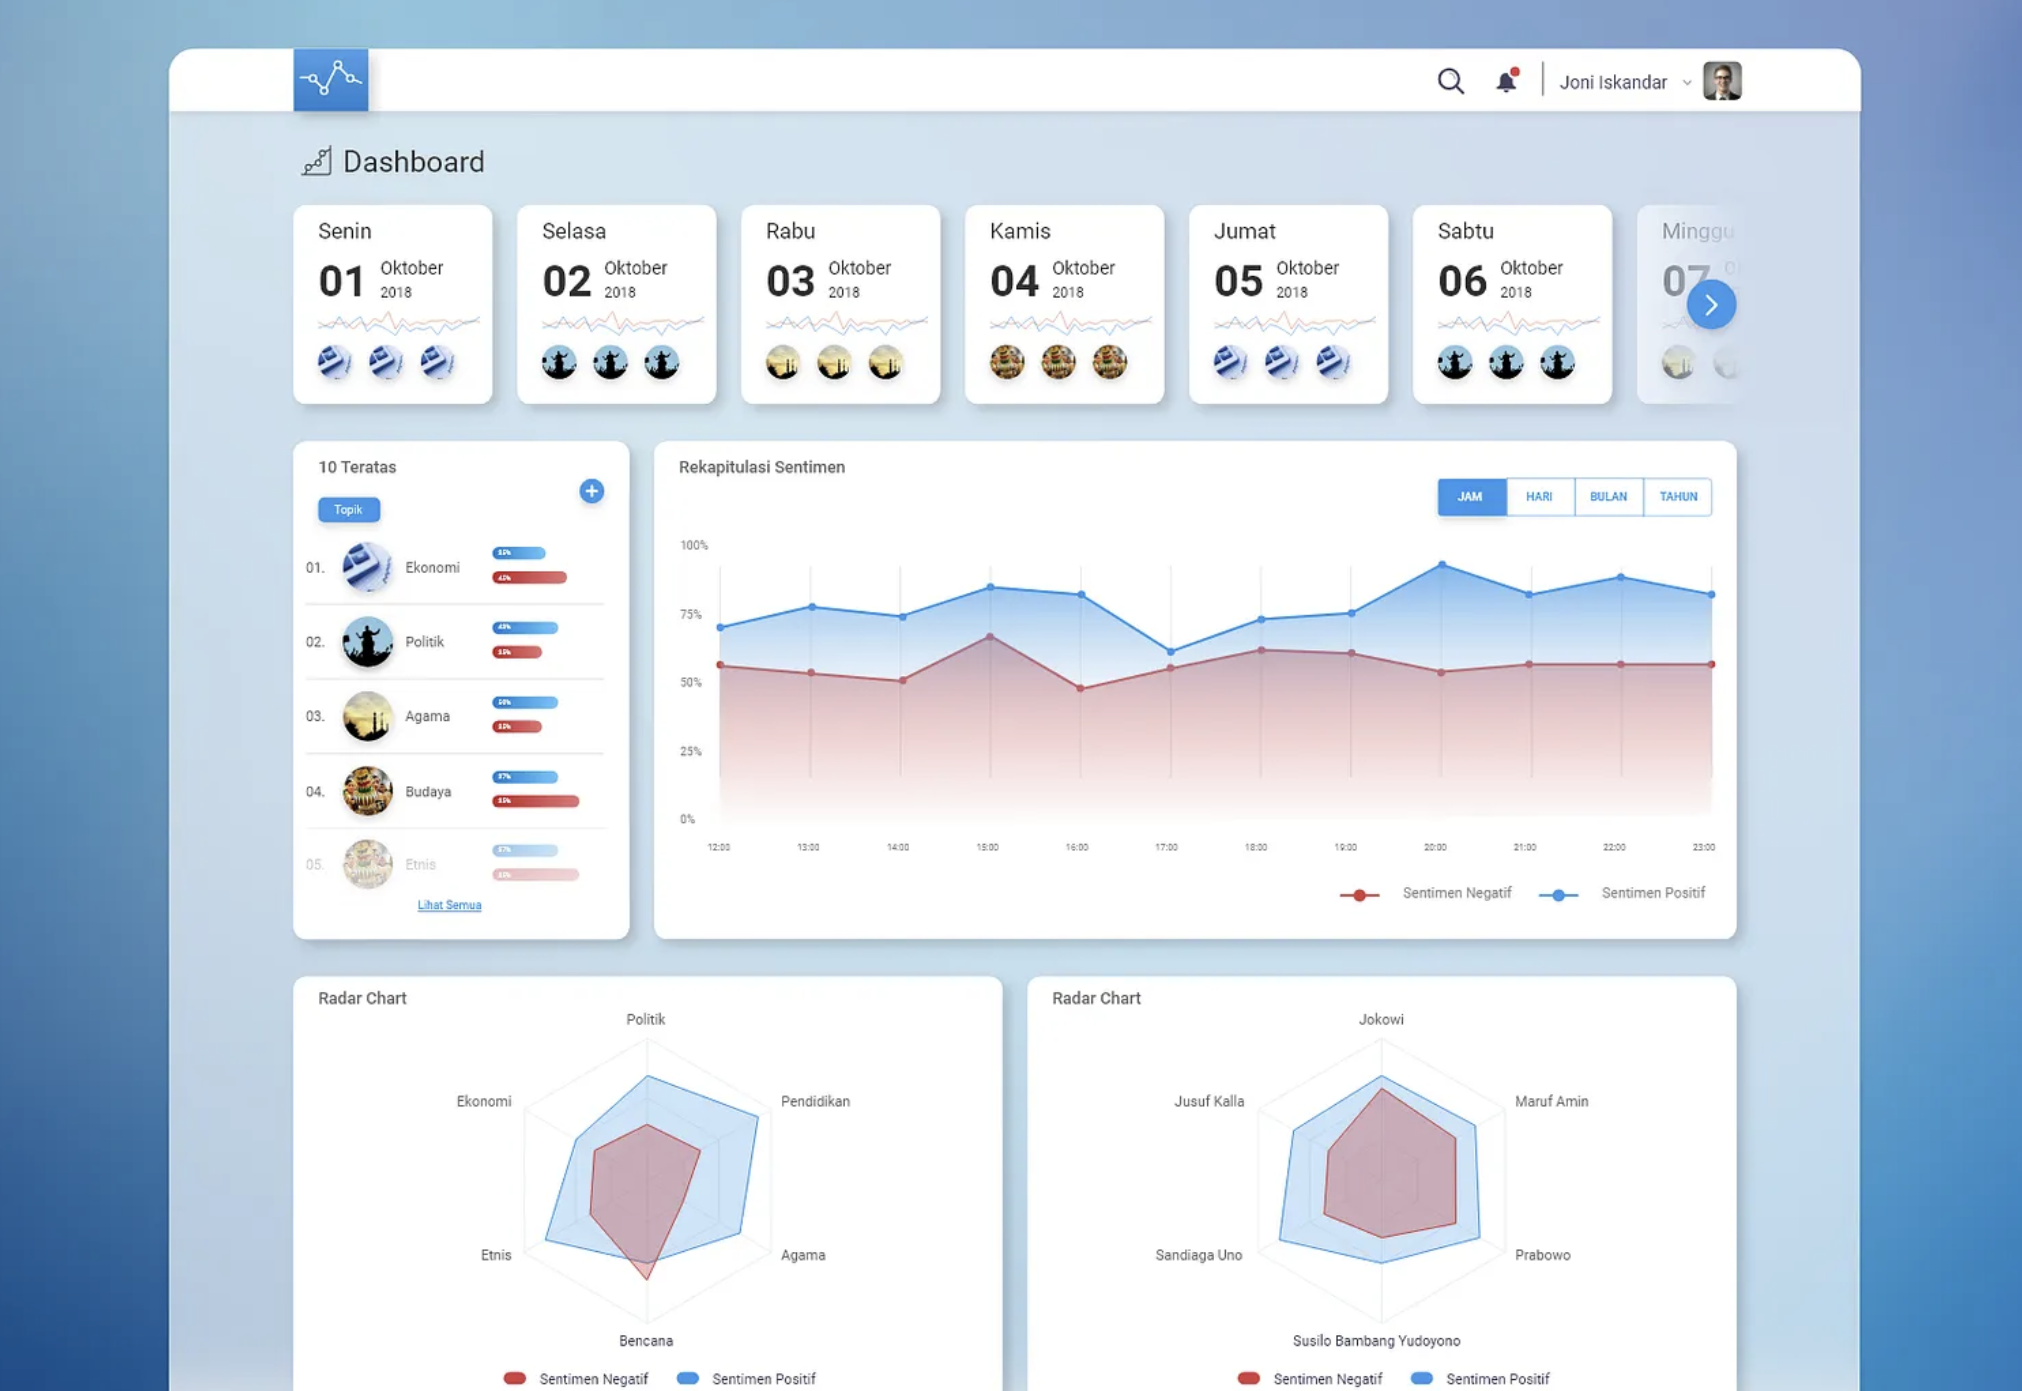 Joni Iskandar
Dashboard
Senin
01 Oktober
2018
Selasa
02 Oktober
2018
Rabu
03 Oktober
2018
Kamis
04 Oktober
2018
Jumat
05 Oktober
2018
Sabtu
06 Oktober
2018
Minggu
07
10 Teratas
Topik
01. Ekonomi
02. Politik
03. Agama
04. Budaya
05. Etnis
Lihat Semua
Rekapitulasi Sentimen
JAM HARI BULAN TAHUN
100%
75%
50%
25%
0%
12:00 13:00 14:00 15:00 16:00 17:00 18:00 19:00 20:00 21:00 22:00 23:00
Sentimen Negatif Sentimen Positif
Radar Chart
Politik
Ekonomi Pendidikan
Etnis Agama
Bencana
Sentimen Negatif Sentimen Positif
Radar Chart
Jokowi
Jusuf Kalla Maruf Amin
Sandiaga Uno Prabowo
Susilo Bambang Yudoyono
Sentimen Negatif Sentimen Positif